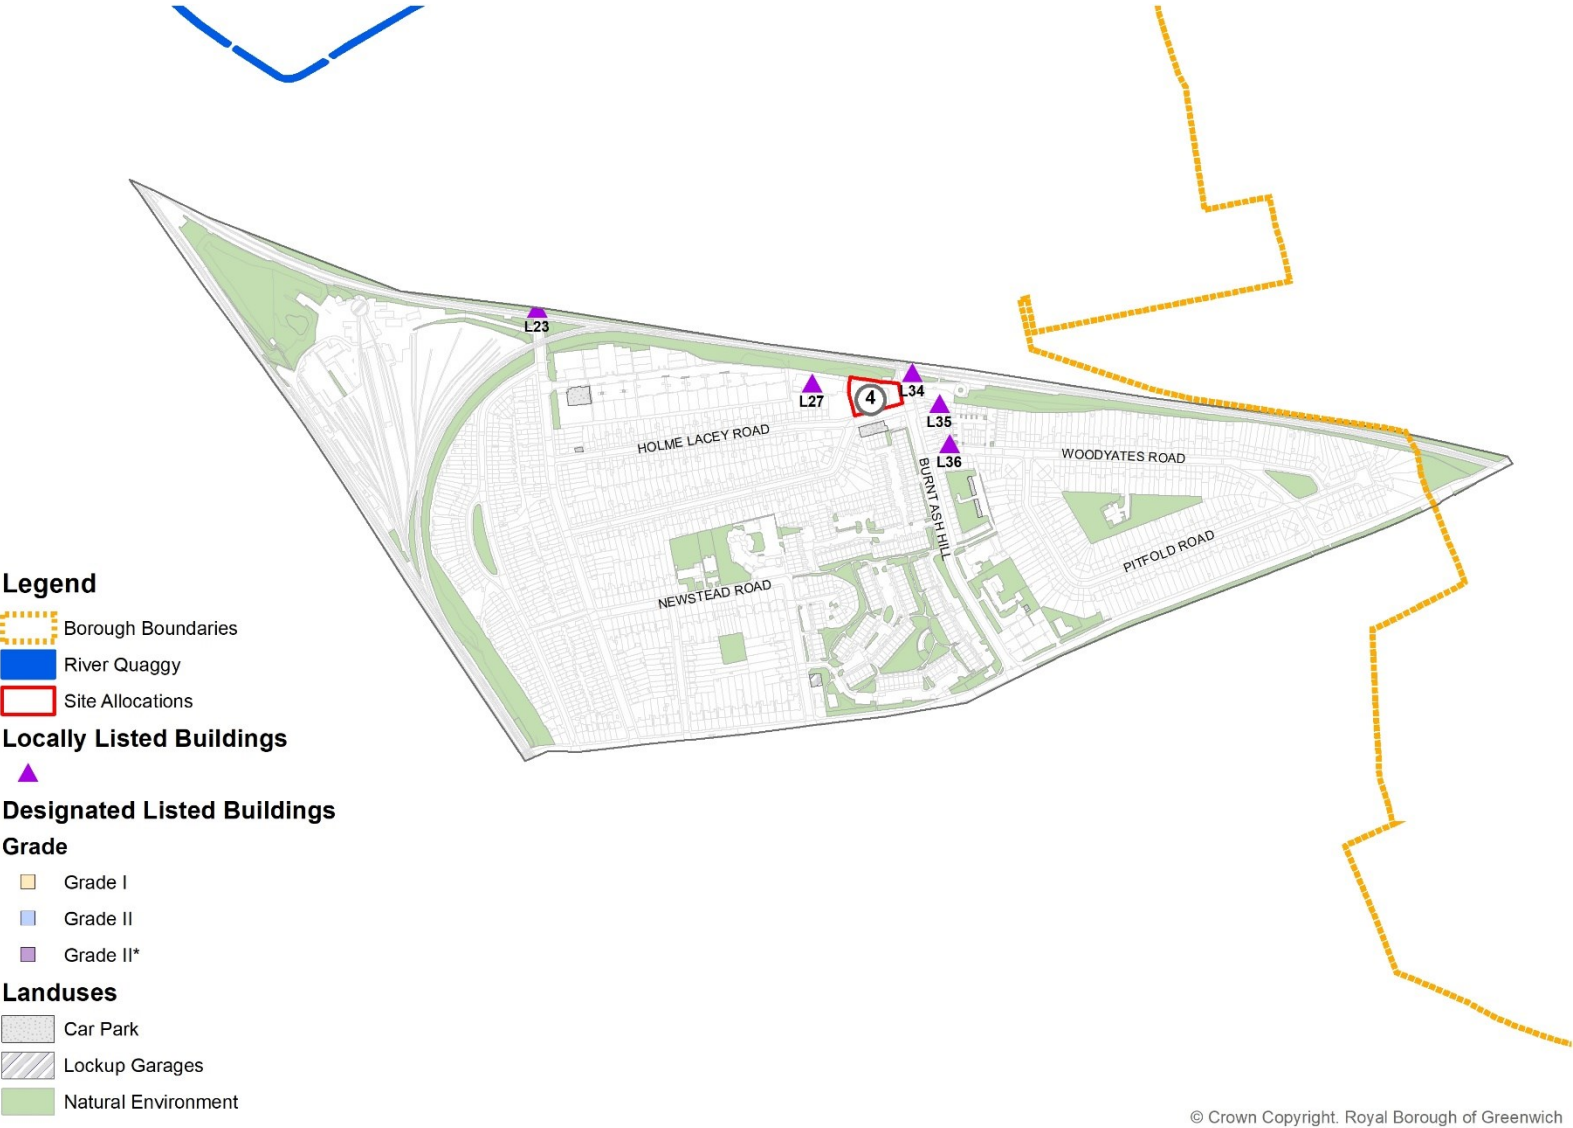 L23
L27
4
L34
L35
L36
HOLME LACEY ROAD
WOODYATES ROAD
BURNT ASH HILL
PITFOLD ROAD
NEWSTEAD ROAD
Legend
Borough Boundaries
River Quaggy
Site Allocations
Locally Listed Buildings
Designated Listed Buildings
Grade
Grade I
Grade II
Grade II*
Landuses
Car Park
Lockup Garages
Natural Environment
© Crown Copyright. Royal Borough of Greenwich